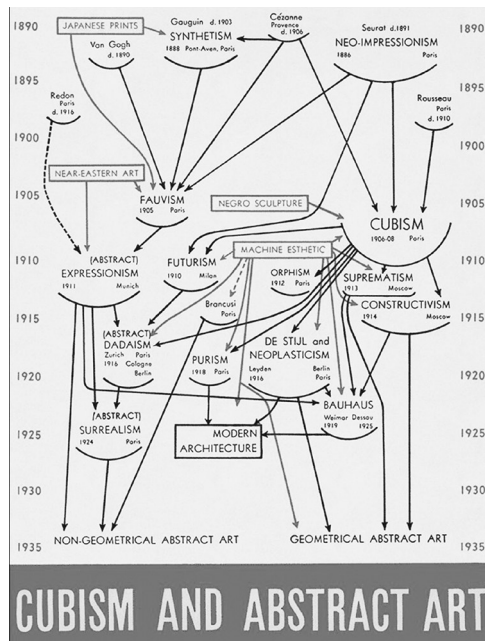 1890
JAPANESE PRINTS
Gauguin d. 1903
SYNTHETISM
1888 Pont-Aven, Paris
Cézanne
Provence
d. 1906
Seurat d.1891
NEO-IMPRESSIONISM
1886 Paris
1890
Van Gogh
d. 1890
1895
1895
Redon
Paris
d. 1916
Rousseau
Paris
d. 1910
1900
1900
NEAR-EASTERN ART
1905
FAUVISM
1905 Paris
NEGRO SCULPTURE
CUBISM
1906-08 Paris
1905
1910
(ABSTRACT)
EXPRESSIONISM
1911 Munich
FUTURISM
1910 Milan
MACHINE ESTHETIC
ORPHISM
1912 Paris
SUPREMATISM
1913 Moscow
1910
Brancusi
Paris
CONSTRUCTIVISM
1914 Moscow
1915
1915
(ABSTRACT)
DADAISM
Zurich Paris
1916 Cologne
Berlin
PURISM
1918 Paris
DE STIJL and
NEOPLASTICISM
Leyden Berlin
1916 Paris
1920
1920
(ABSTRACT)
SURREALISM
1924 Paris
MODERN
ARCHITECTURE
BAUHAUS
Weimar Dessau
1919 1925
1925
1925
1930
1930
1935
NON-GEOMETRICAL ABSTRACT ART
GEOMETRICAL ABSTRACT ART
1935
CUBISM AND ABSTRACT ART